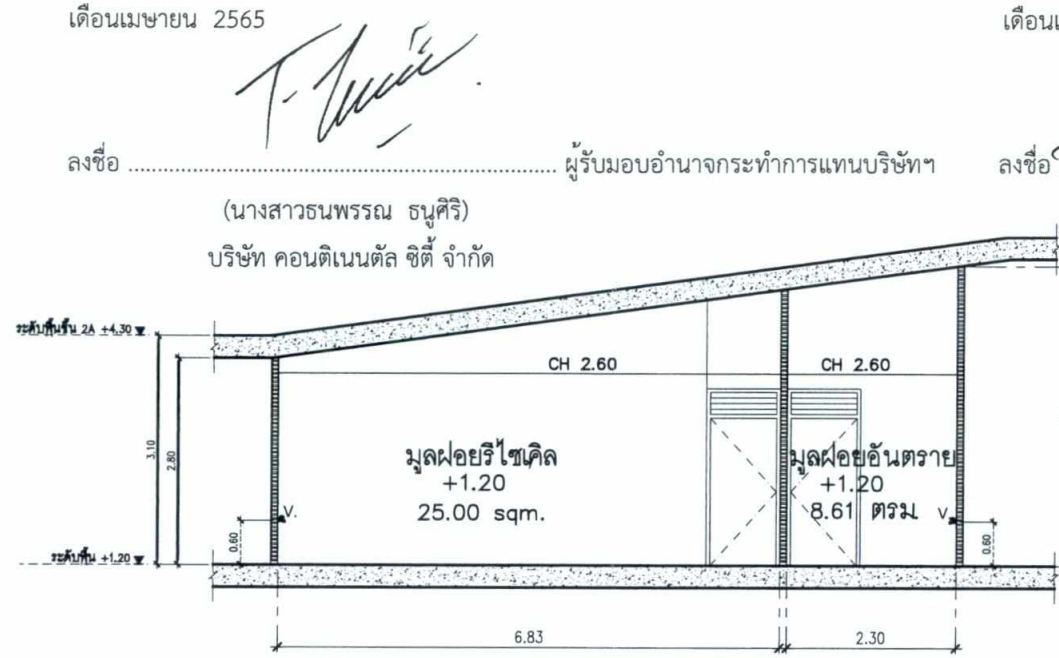 เดือนเมษายน 2565
ลงชื่อ ........................................................ ผู้รับมอบอำนาจกระทำการแทนบริษัทฯ ลงชื่อ
(นางสาวธนพรรณ ธนูศิริ)
บริษัท คอนติเนนตัล ซิตี้ จำกัด
ระดับพื้นชั้น 2A +4.30
CH 2.60 CH 2.60
3.10
2.80
มูลฝอยรีไซเคิล
+1.20
25.00 sqm.
มูลฝอยอันตราย
+1.20
8.61 ตรม.
V.
V.
0.60
0.60
ระดับพื้น +1.20
6.83 2.30